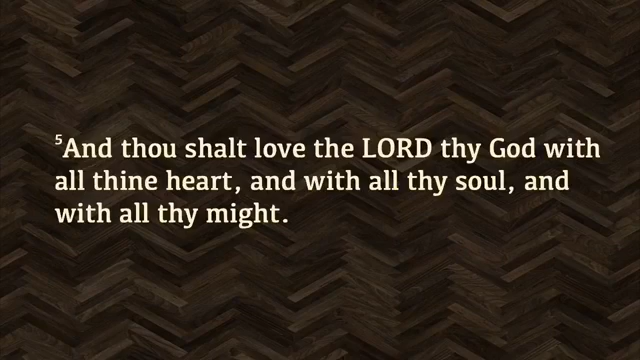 ⁵And thou shalt love the LORD thy God with
all thine heart, and with all thy soul, and
with all thy might.